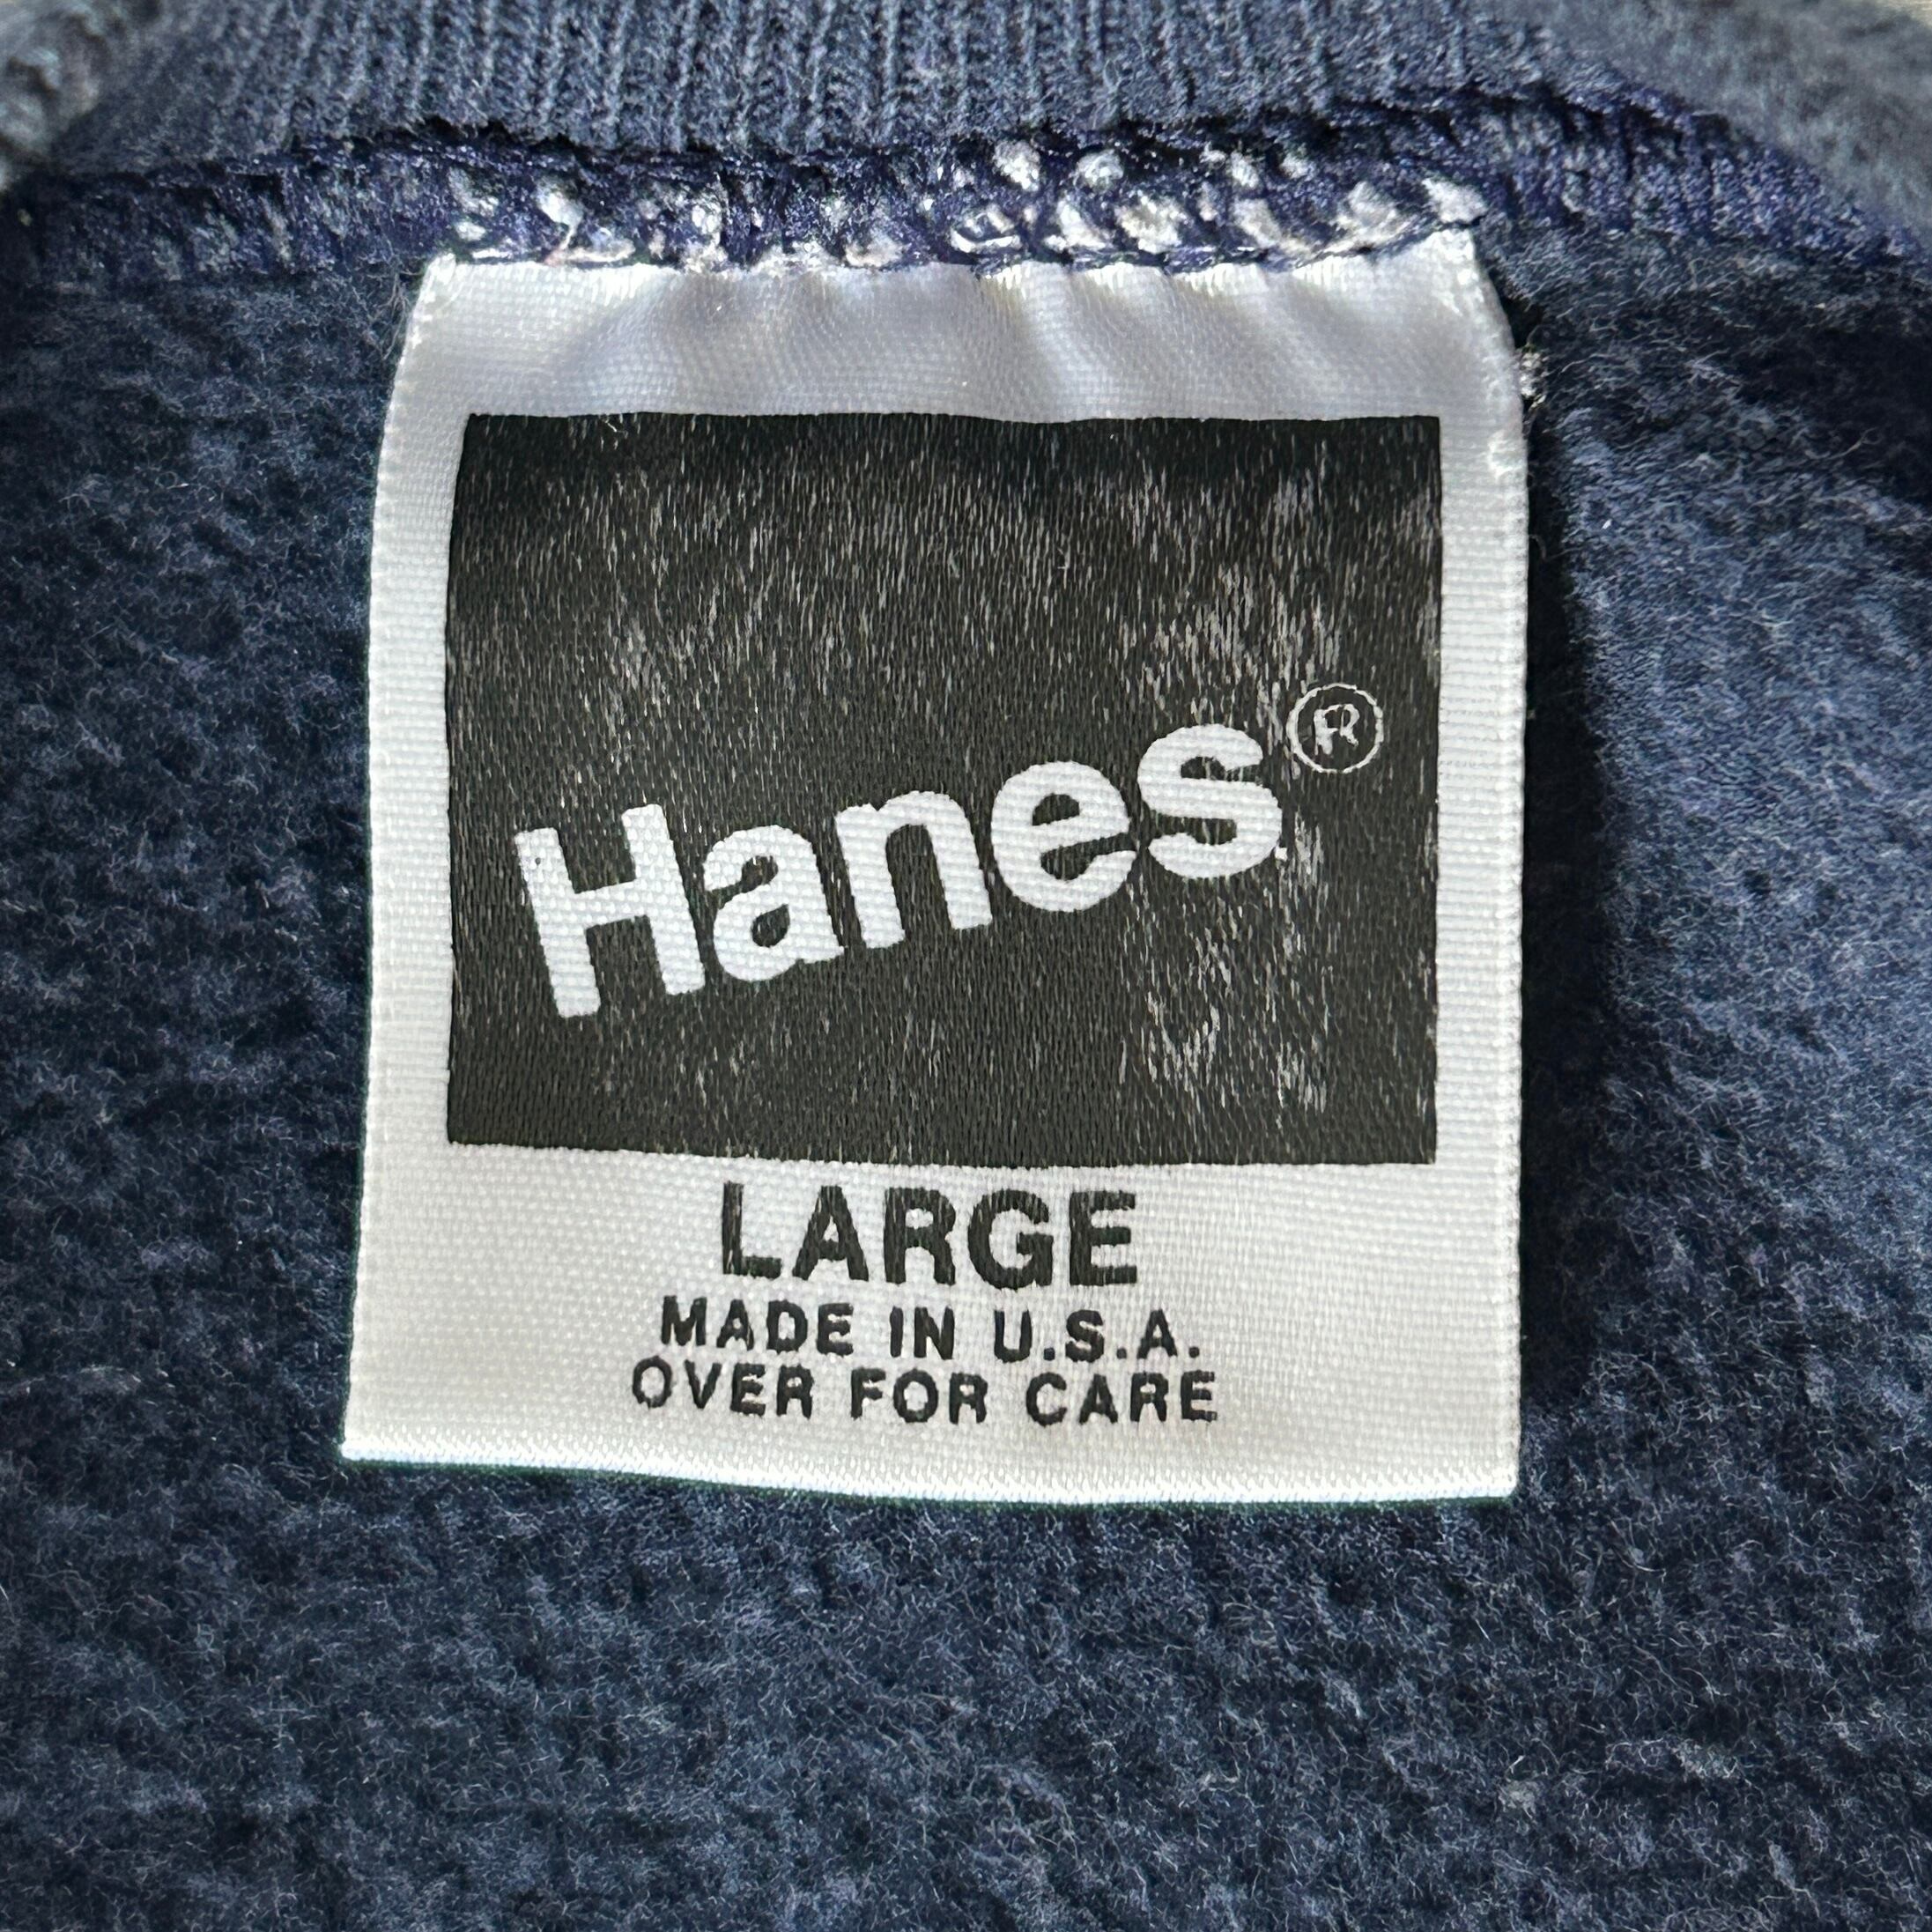 Hanes®
LARGE
MADE IN U.S.A.
OVER FOR CARE